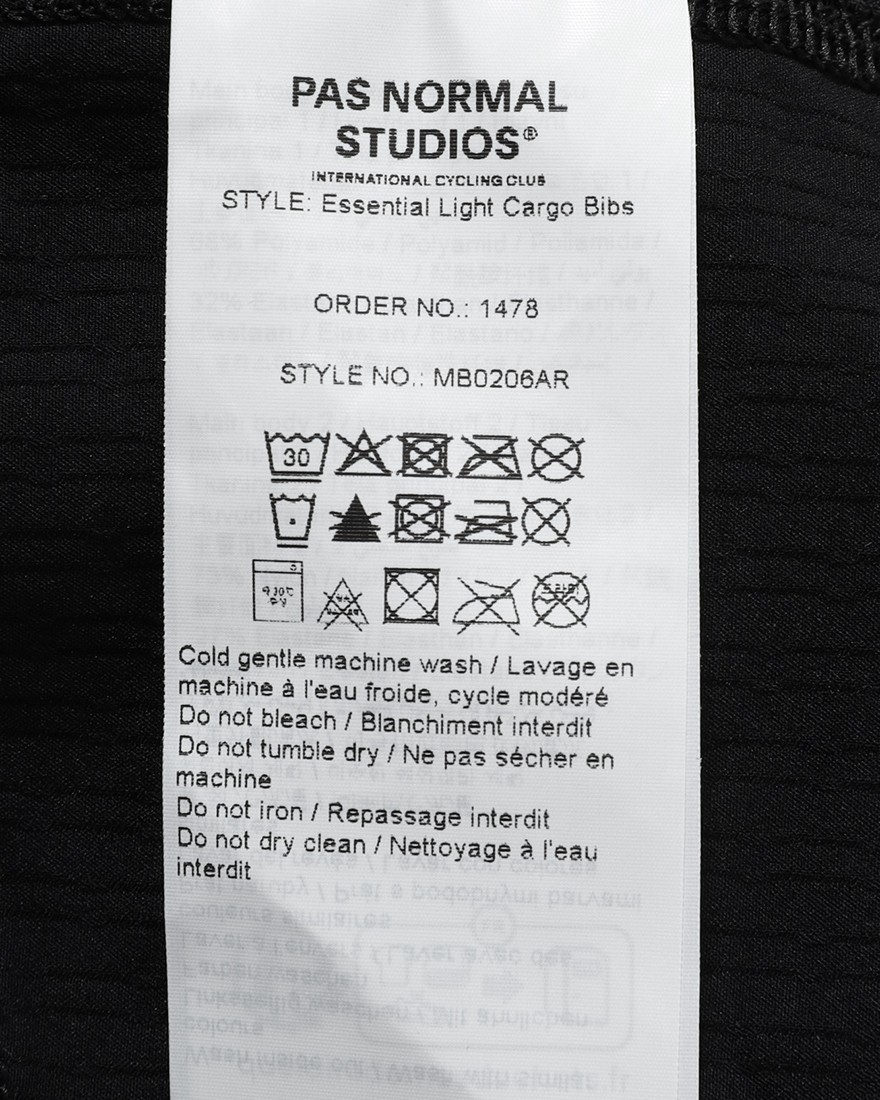 PAS NORMAL
STUDIOS®
INTERNATIONAL CYCLING CLUB
STYLE: Essential Light Cargo Bibs
ORDER NO.: 1478
STYLE NO.: MB0206AR
30
Cold gentle machine wash / Lavage en
machine à l'eau froide, cycle modéré
Do not bleach / Blanchiment interdit
Do not tumble dry / Ne pas sécher en
machine
Do not iron / Repassage interdit
Do not dry clean / Nettoyage à l'eau
interdit